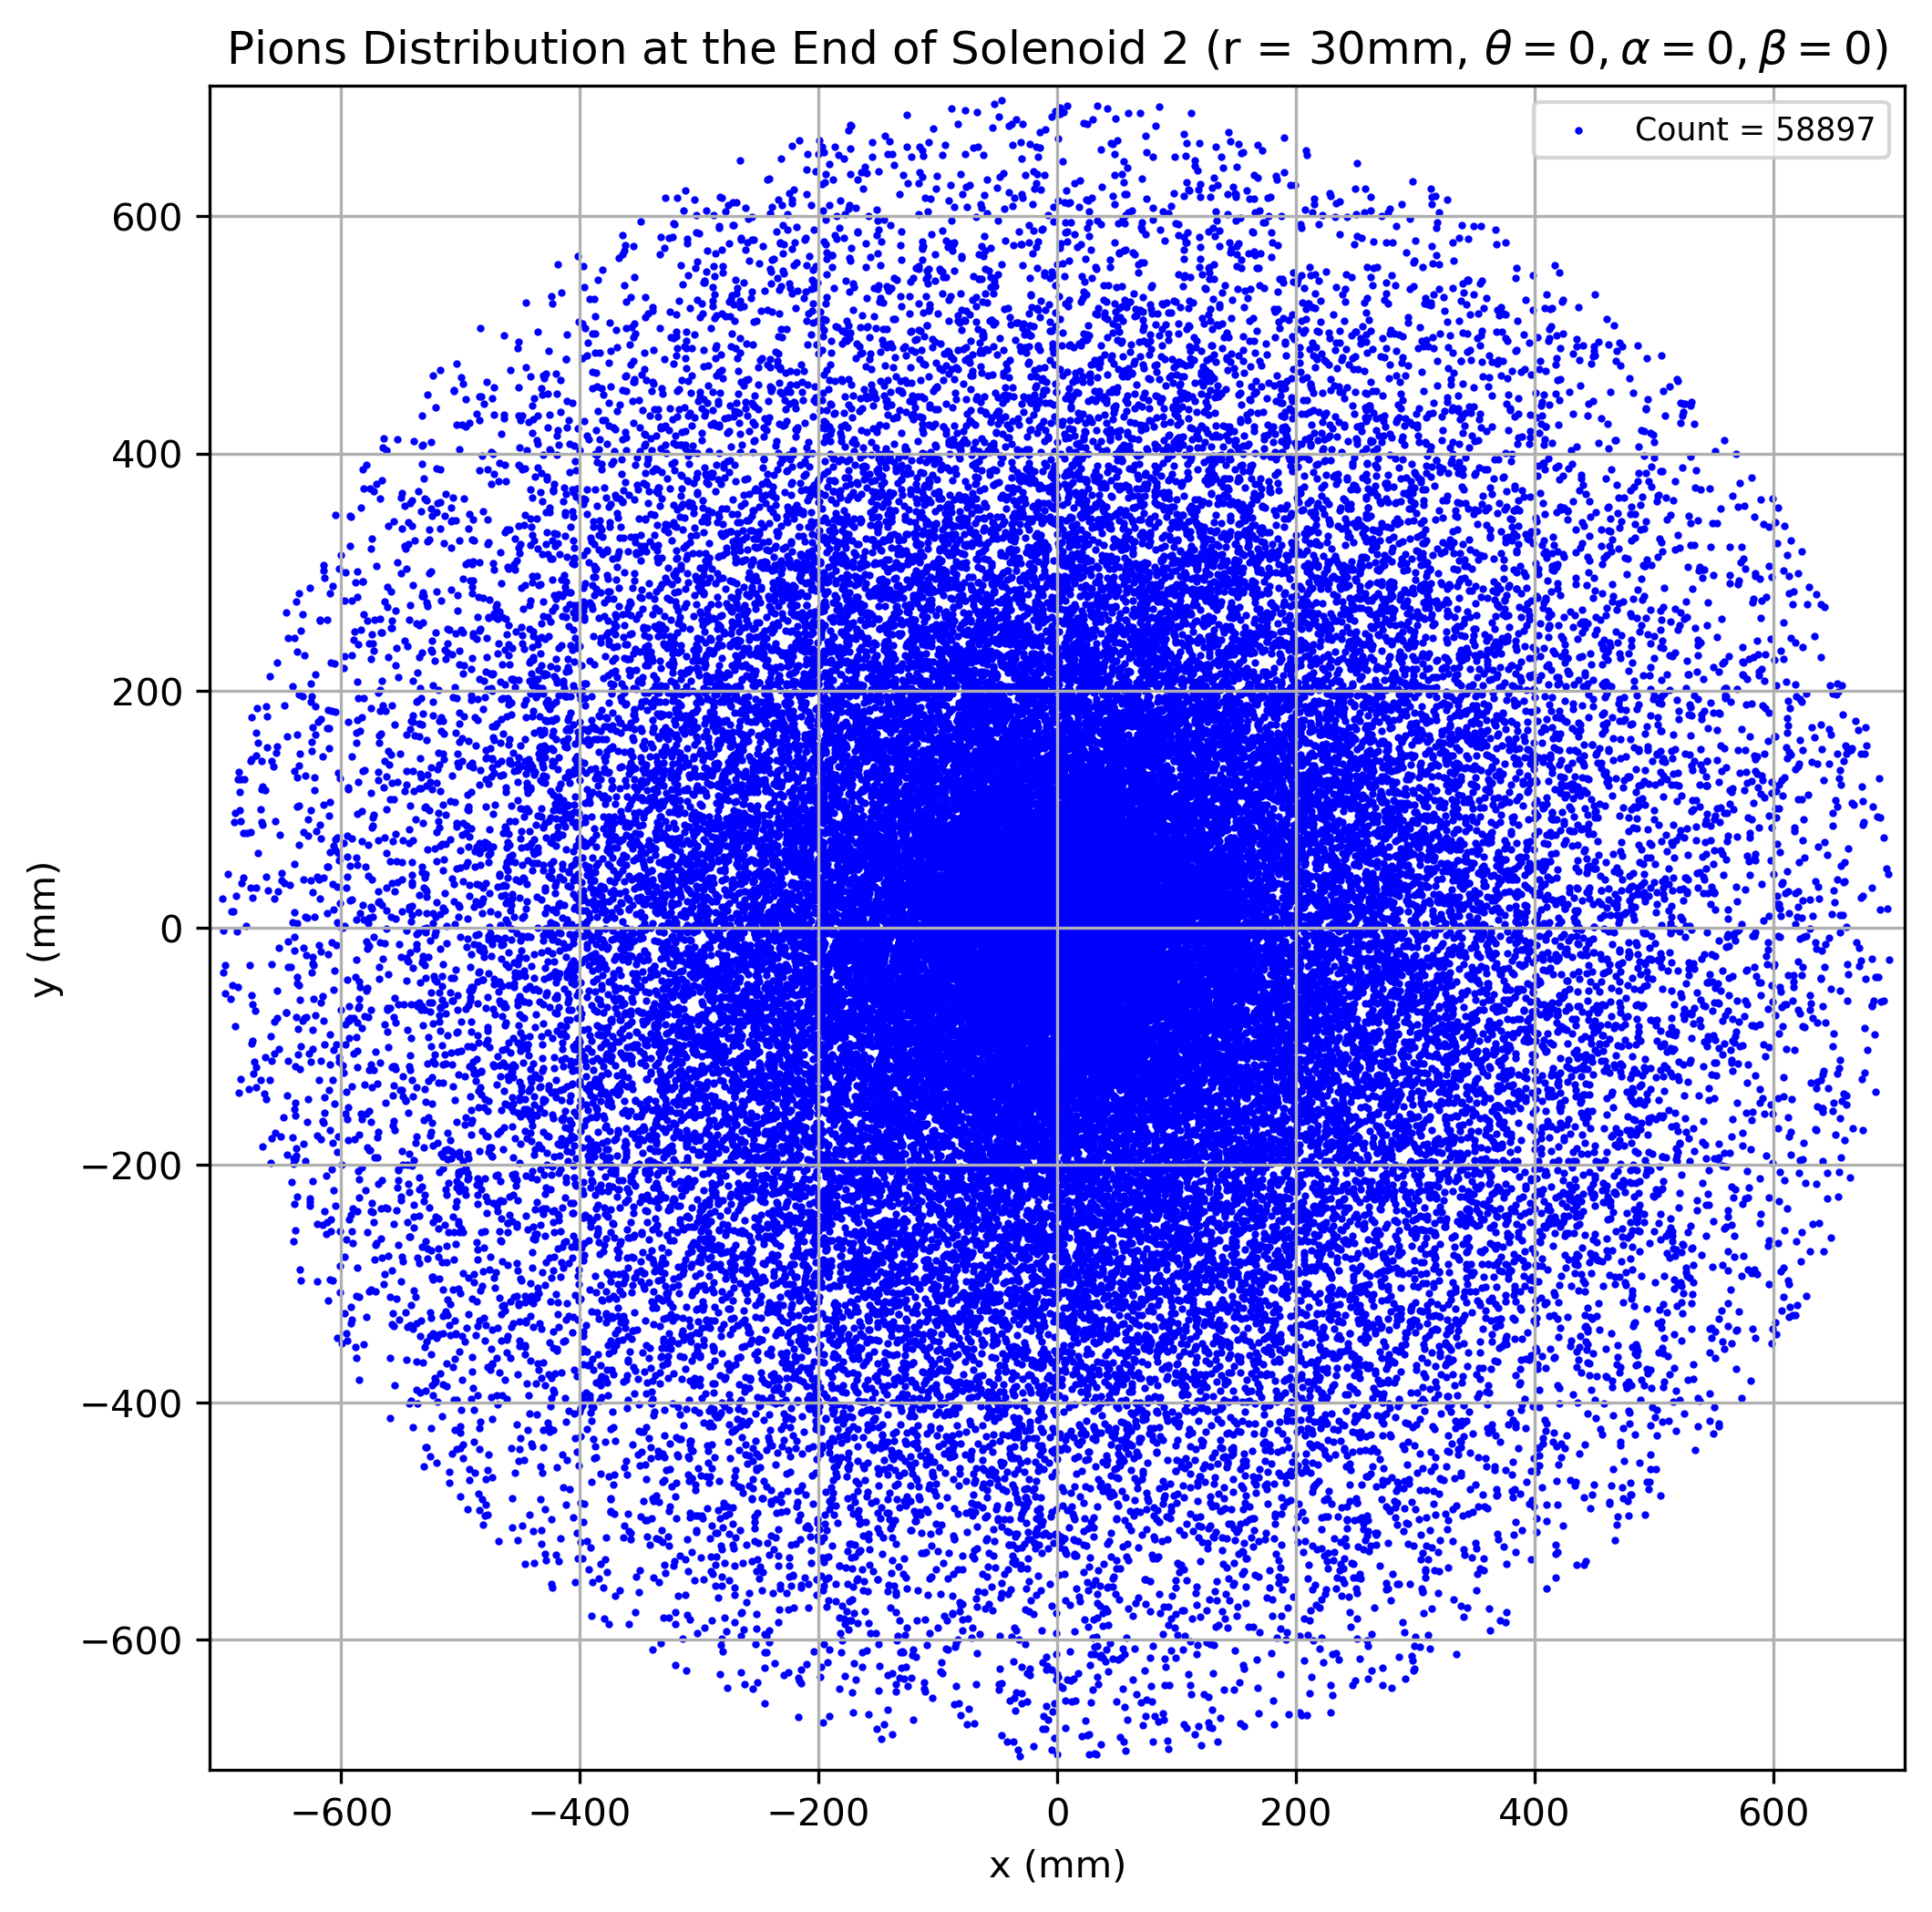 Pions Distribution at the End of Solenoid 2 (r = 30mm, θ = 0, α = 0, β = 0)
Count = 58897
600
400
200
0
−200
−400
−600
y (mm)
−600 −400 −200 0 200 400 600
x (mm)